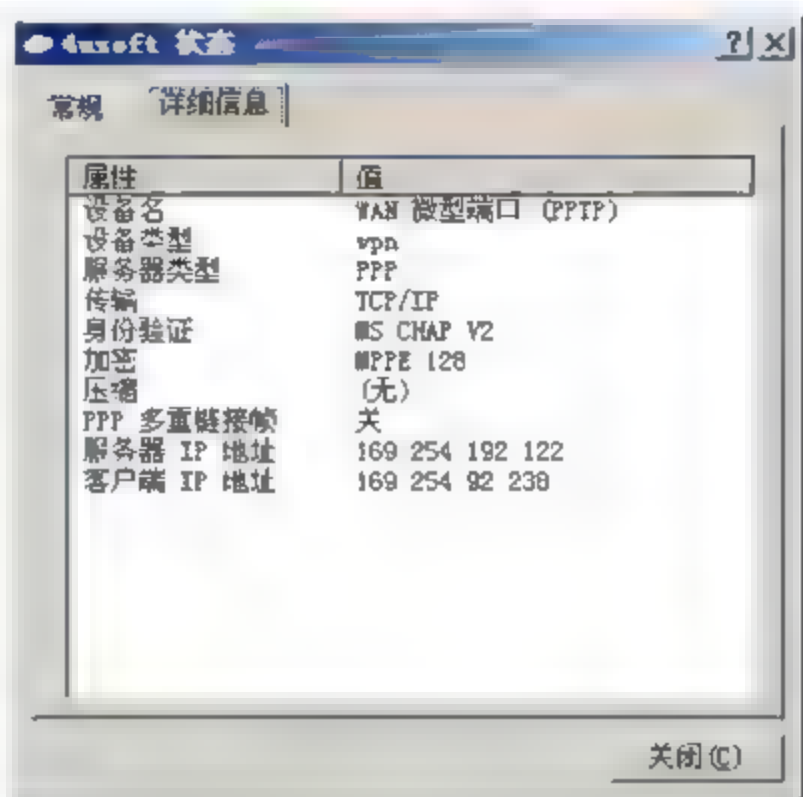 4uxoft 状态
常规 详细信息
属性 值
设备名 WAN 微型端口 (PPTP)
设备类型 vpn
服务器类型 PPP
传输 TCP/IP
身份验证 MS CHAP V2
加密 MPPE 128
压缩 (无)
PPP 多重链接帧 关
服务器 IP 地址 169 254 192 122
客户端 IP 地址 169 254 92 238
关闭(C)